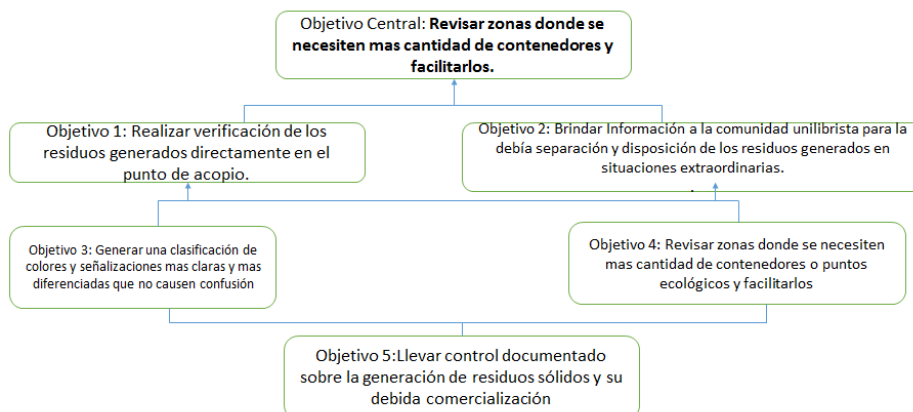 Objetivo Central: Revisar zonas donde se
necesiten mas cantidad de contenedores y
facilitarlos.
Objetivo 1: Realizar verificación de los
residuos generados directamente en el
punto de acopio.
Objetivo 2: Brindar Información a la comunidad unilibrista para la
debía separación y disposición de los residuos generados en
situaciones extraordinarias.
.
Objetivo 3: Generar una clasificación de
colores y señalizaciones mas claras y mas
diferenciadas que no causen confusión
Objetivo 4: Revisar zonas donde se necesiten
mas cantidad de contenedores o puntos
ecológicos y facilitarlos
Objetivo 5:Llevar control documentado
sobre la generación de residuos sólidos y su
debida comercialización